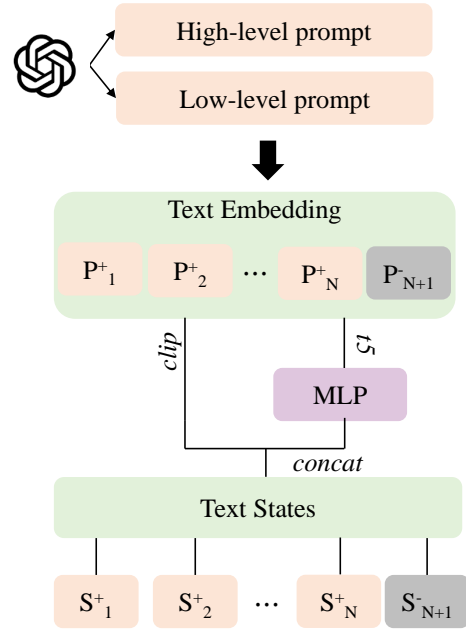 High-level prompt
Low-level prompt
Text Embedding
P⁺₁ P⁺₂ ... P⁺N P⁻N+1
clip
t5
MLP
concat
Text States
S⁺₁ S⁺₂ ... S⁺N S⁻N+1